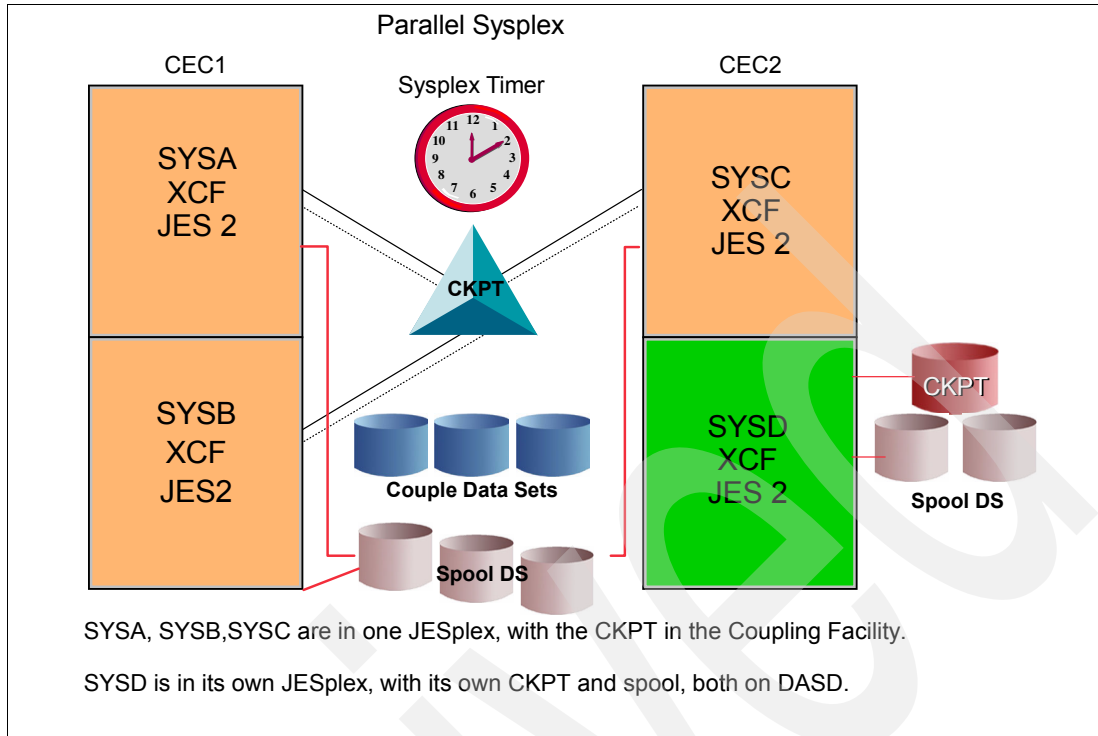 Parallel Sysplex
CEC1
CEC2
Sysplex Timer
12
1
2
3
4
5
6
7
8
9
10
11
SYSA
XCF
JES 2
SYSC
XCF
JES 2
CKPT
SYSB
XCF
JES2
SYSD
XCF
JES 2
CKPT
Couple Data Sets
Spool DS
Spool DS
SYSA, SYSB,SYSC are in one JESplex, with the CKPT in the Coupling Facility.
SYSD is in its own JESplex, with its own CKPT and spool, both on DASD.